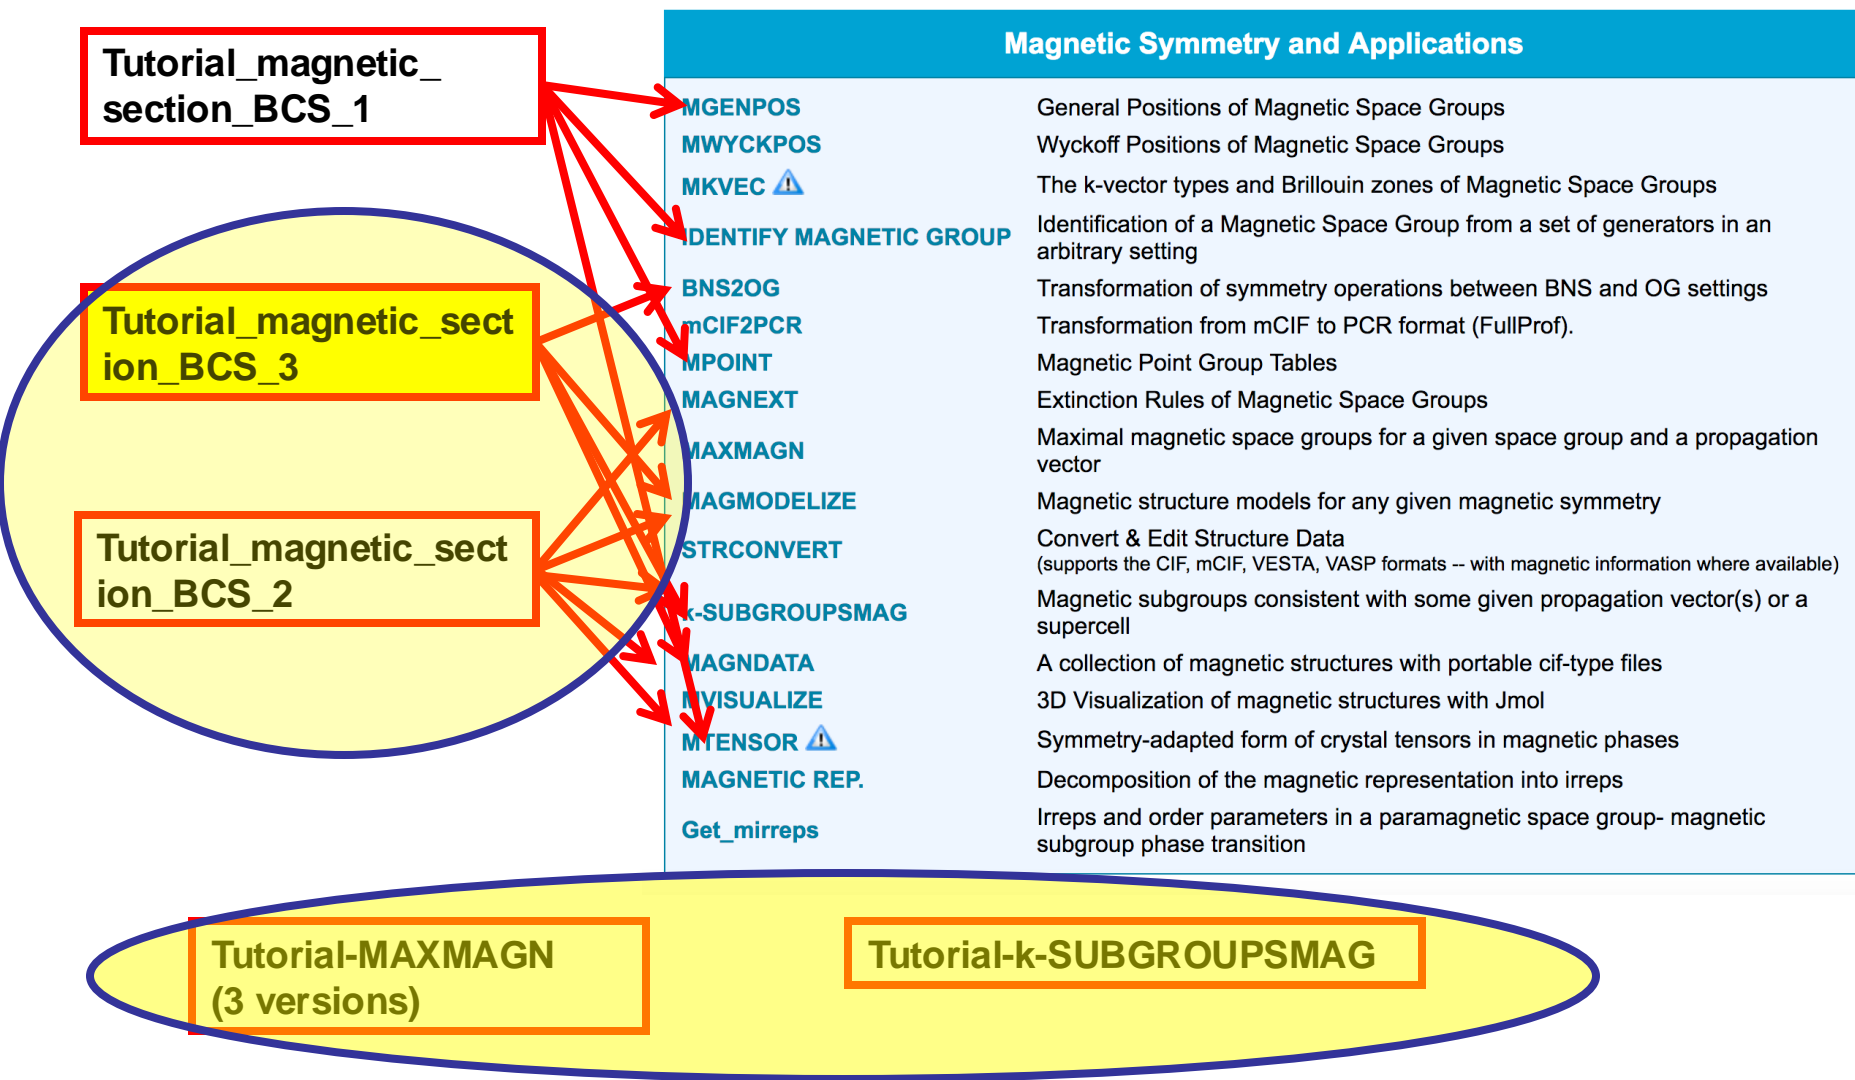 Tutorial_magnetic_
section_BCS_1
Tutorial_magnetic_sect
ion_BCS_3
Tutorial_magnetic_sect
ion_BCS_2
Magnetic Symmetry and Applications
MGENPOS General Positions of Magnetic Space Groups
MWYCKPOS Wyckoff Positions of Magnetic Space Groups
MKVEC The k-vector types and Brillouin zones of Magnetic Space Groups
IDENTIFY MAGNETIC GROUP Identification of a Magnetic Space Group from a set of generators in an
arbitrary setting
BNS2OG Transformation of symmetry operations between BNS and OG settings
mCIF2PCR Transformation from mCIF to PCR format (FullProf).
MPOINT Magnetic Point Group Tables
MAGNEXT Extinction Rules of Magnetic Space Groups
MAXMAGN Maximal magnetic space groups for a given space group and a propagation
vector
MAGMODELIZE Magnetic structure models for any given magnetic symmetry
STRCONVERT Convert & Edit Structure Data
(supports the CIF, mCIF, VESTA, VASP formats -- with magnetic information where available)
k-SUBGROUPSMAG Magnetic subgroups consistent with some given propagation vector(s) or a
supercell
MAGNDATA A collection of magnetic structures with portable cif-type files
MVISUALIZE 3D Visualization of magnetic structures with Jmol
MTENSOR Symmetry-adapted form of crystal tensors in magnetic phases
MAGNETIC REP. Decomposition of the magnetic representation into irreps
Get_mirreps Irreps and order parameters in a paramagnetic space group- magnetic
subgroup phase transition
Tutorial-MAXMAGN
(3 versions)
Tutorial-k-SUBGROUPSMAG